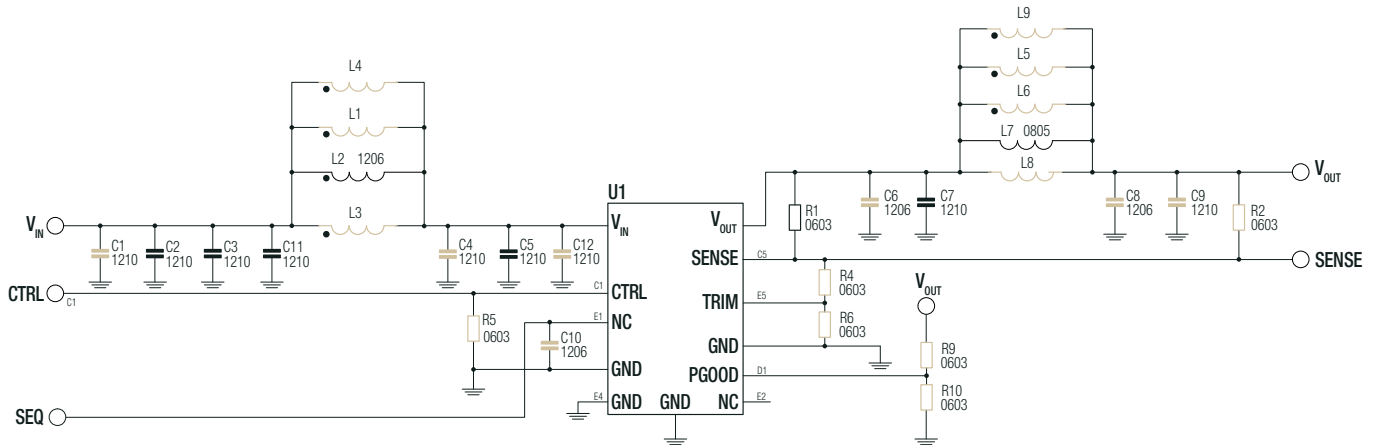 L9
L4
L5
L1
L6
L7 0805
L2 1206
L8
L3
U1
VIN
C1
1210
C2
1210
C3
1210
C11
1210
C4
1210
C5
1210
C12
1210
VIN
VOUT
R1
0603
C6
1206
C7
1210
C8
1206
C9
1210
R2
0603
VOUT
SENSE
C5
SENSE
CTRL
C1
C1
CTRL
R4
0603
VOUT
TRIM
E5
R5
0603
E1
NC
R6
0603
C10
1206
GND
R9
0603
GND
PGOOD
D1
R10
0603
E4
GND
GND
NC
E2
SEQ